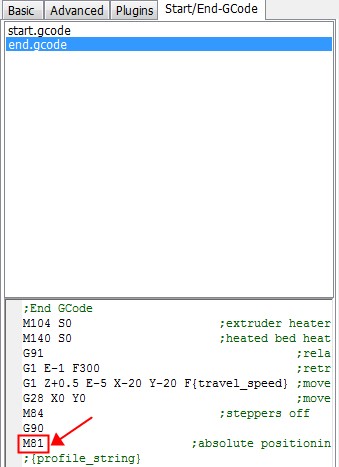 Basic Advanced Plugins Start/End-GCode
start.gcode
end.gcode
;End GCode
M104 S0 ;extruder heater
M140 S0 ;heated bed heat
G91 ;rela
G1 E-1 F300 ;retr
G1 Z+0.5 E-5 X-20 Y-20 F{travel_speed} ;move
G28 X0 Y0 ;move
M84 ;steppers off
G90
M81 ;absolute positionin
;{profile_string}